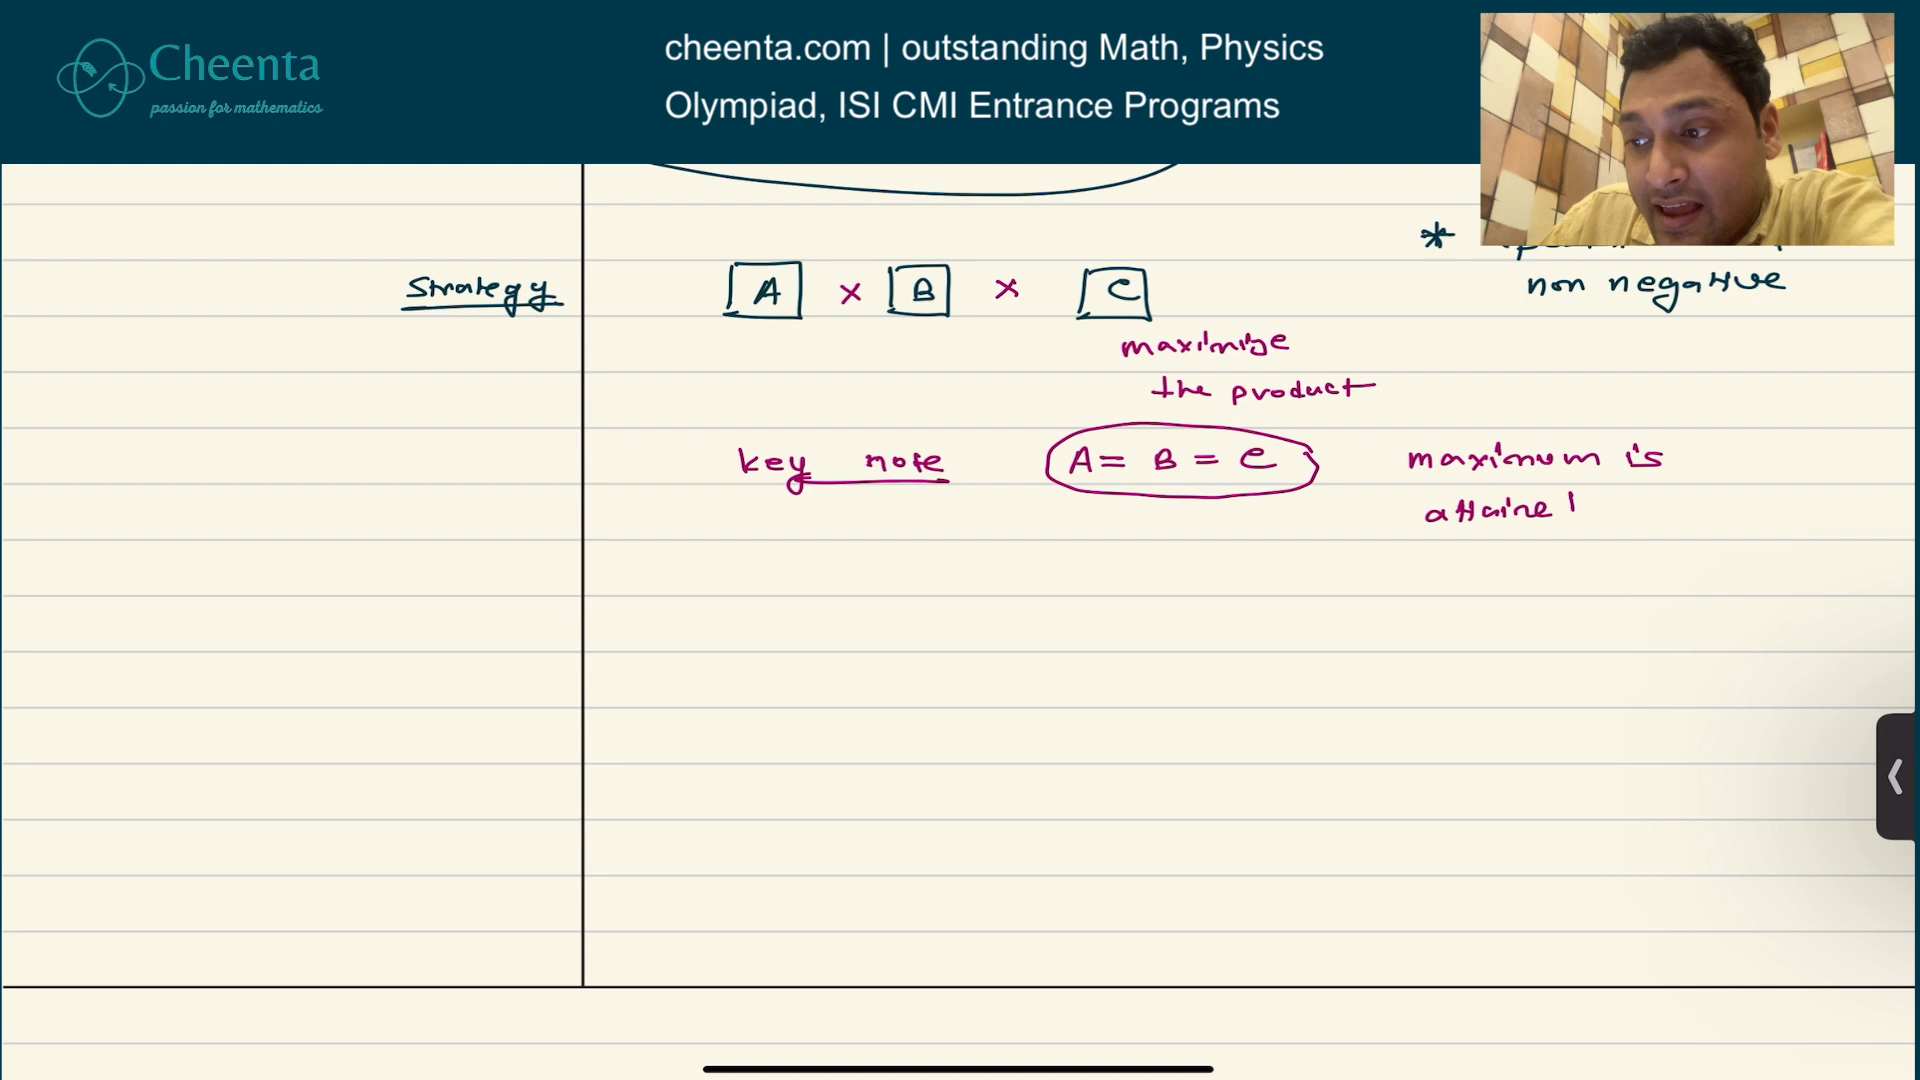 Cheenta
passion for mathematics
cheenta.com | outstanding Math, Physics
Olympiad, ISI CMI Entrance Programs
*
non negative
Strategy
A × B × C
maximize
the product
key note A = B = C maximum is
attaine